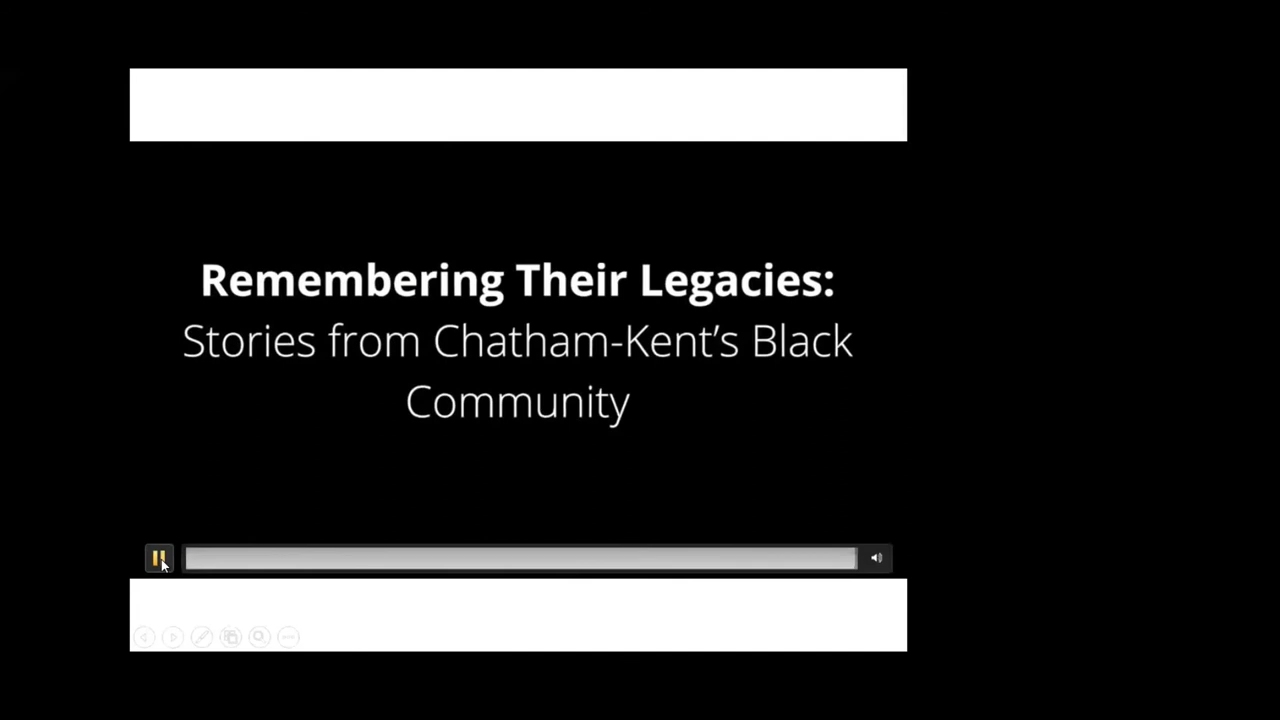 Remembering Their Legacies:
Stories from Chatham-Kent’s Black
Community